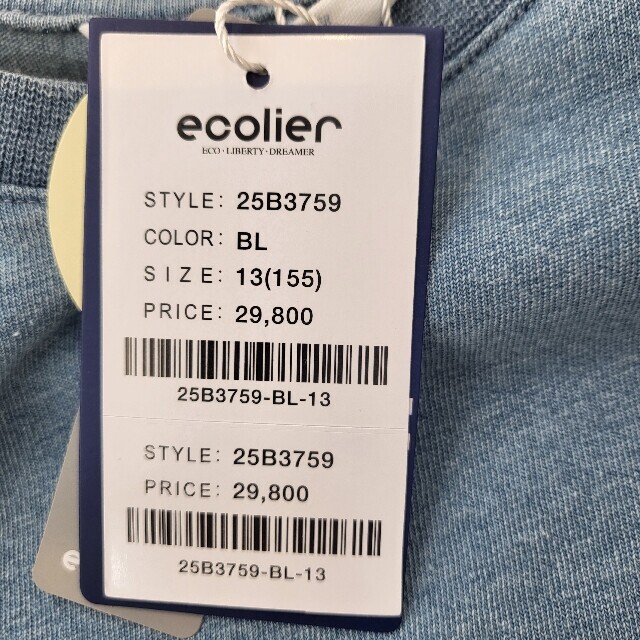 ecolier
ECO·LIBERTY·DREAMER
STYLE: 25B3759
COLOR: BL
SIZE: 13(155)
PRICE: 29,800
25B3759-BL-13
STYLE: 25B3759
PRICE: 29,800
25B3759-BL-13
e